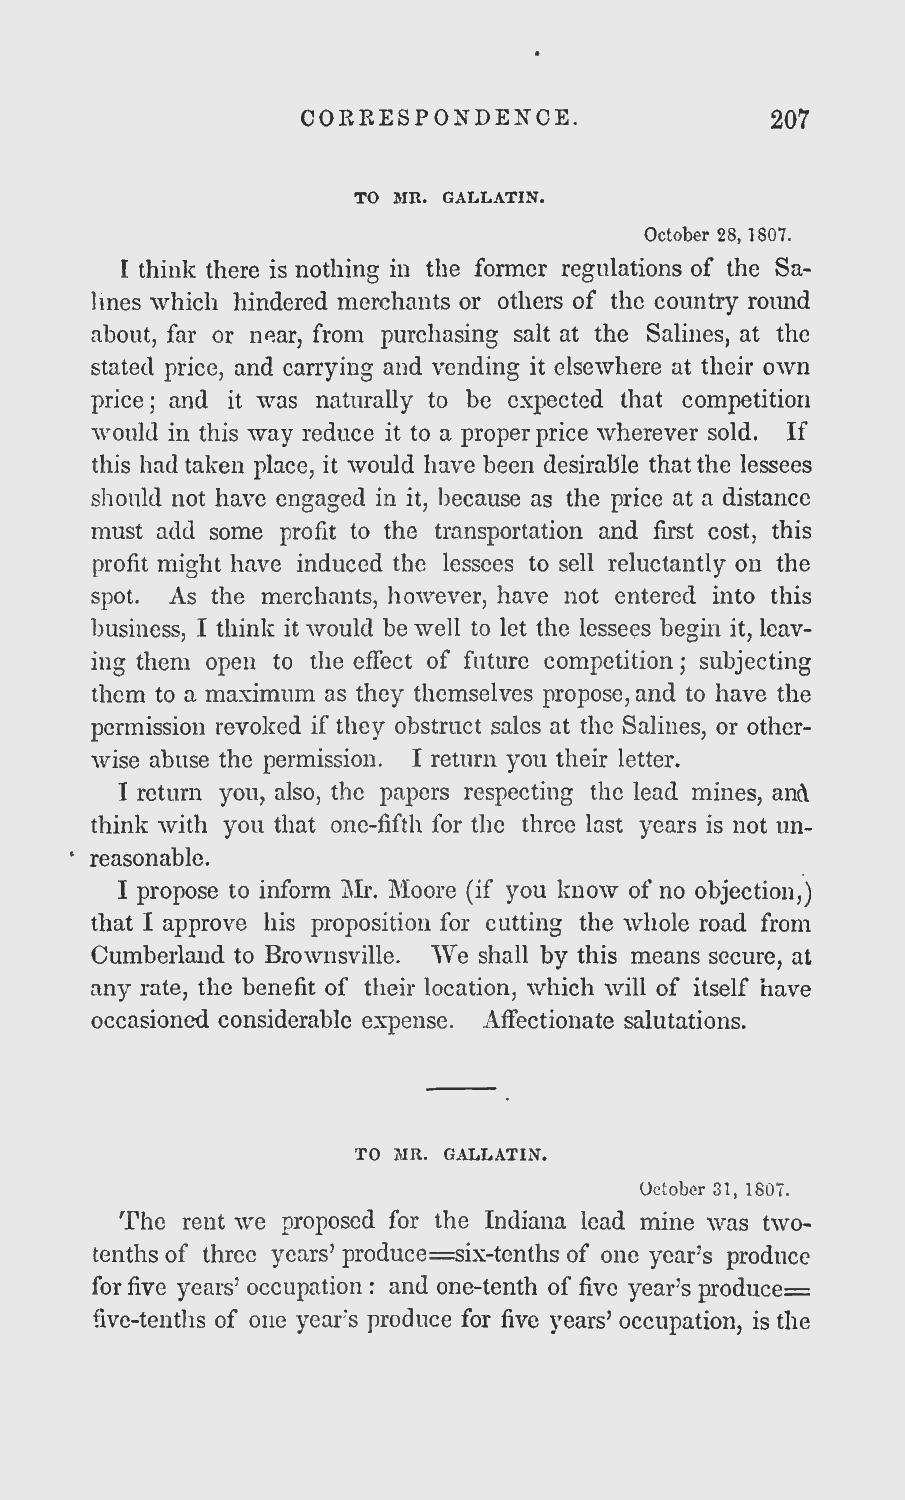 CORRESPONDENCE. 207
TO MR. GALLATIN.
October 28, 1807.
I think there is nothing in the former regulations of the Sa-
lines which hindered merchants or others of the country round
about, far or near, from purchasing salt at the Salines, at the
stated price, and carrying and vending it elsewhere at their own
price; and it was naturally to be expected that competition
would in this way reduce it to a proper price wherever sold. If
this had taken place, it would have been desirable that the lessees
should not have engaged in it, because as the price at a distance
must add some profit to the transportation and first cost, this
profit might have induced the lessees to sell reluctantly on the
spot. As the merchants, however, have not entered into this
business, I think it would be well to let the lessees begin it, leav-
ing them open to the effect of future competition; subjecting
them to a maximum as they themselves propose, and to have the
permission revoked if they obstruct sales at the Salines, or other-
wise abuse the permission. I return you their letter.
I return you, also, the papers respecting the lead mines, and
think with you that one-fifth for the three last years is not un-
reasonable.
I propose to inform Mr. Moore (if you know of no objection,)
that I approve his proposition for cutting the whole road from
Cumberland to Brownsville. We shall by this means secure, at
any rate, the benefit of their location, which will of itself have
occasioned considerable expense. Affectionate salutations.
TO MR. GALLATIN.
October 31, 1807.
The rent we proposed for the Indiana lead mine was two-
tenths of three years' produce=six-tenths of one year's produce
for five years' occupation: and one-tenth of five year's produce=
five-tenths of one year's produce for five years' occupation, is the